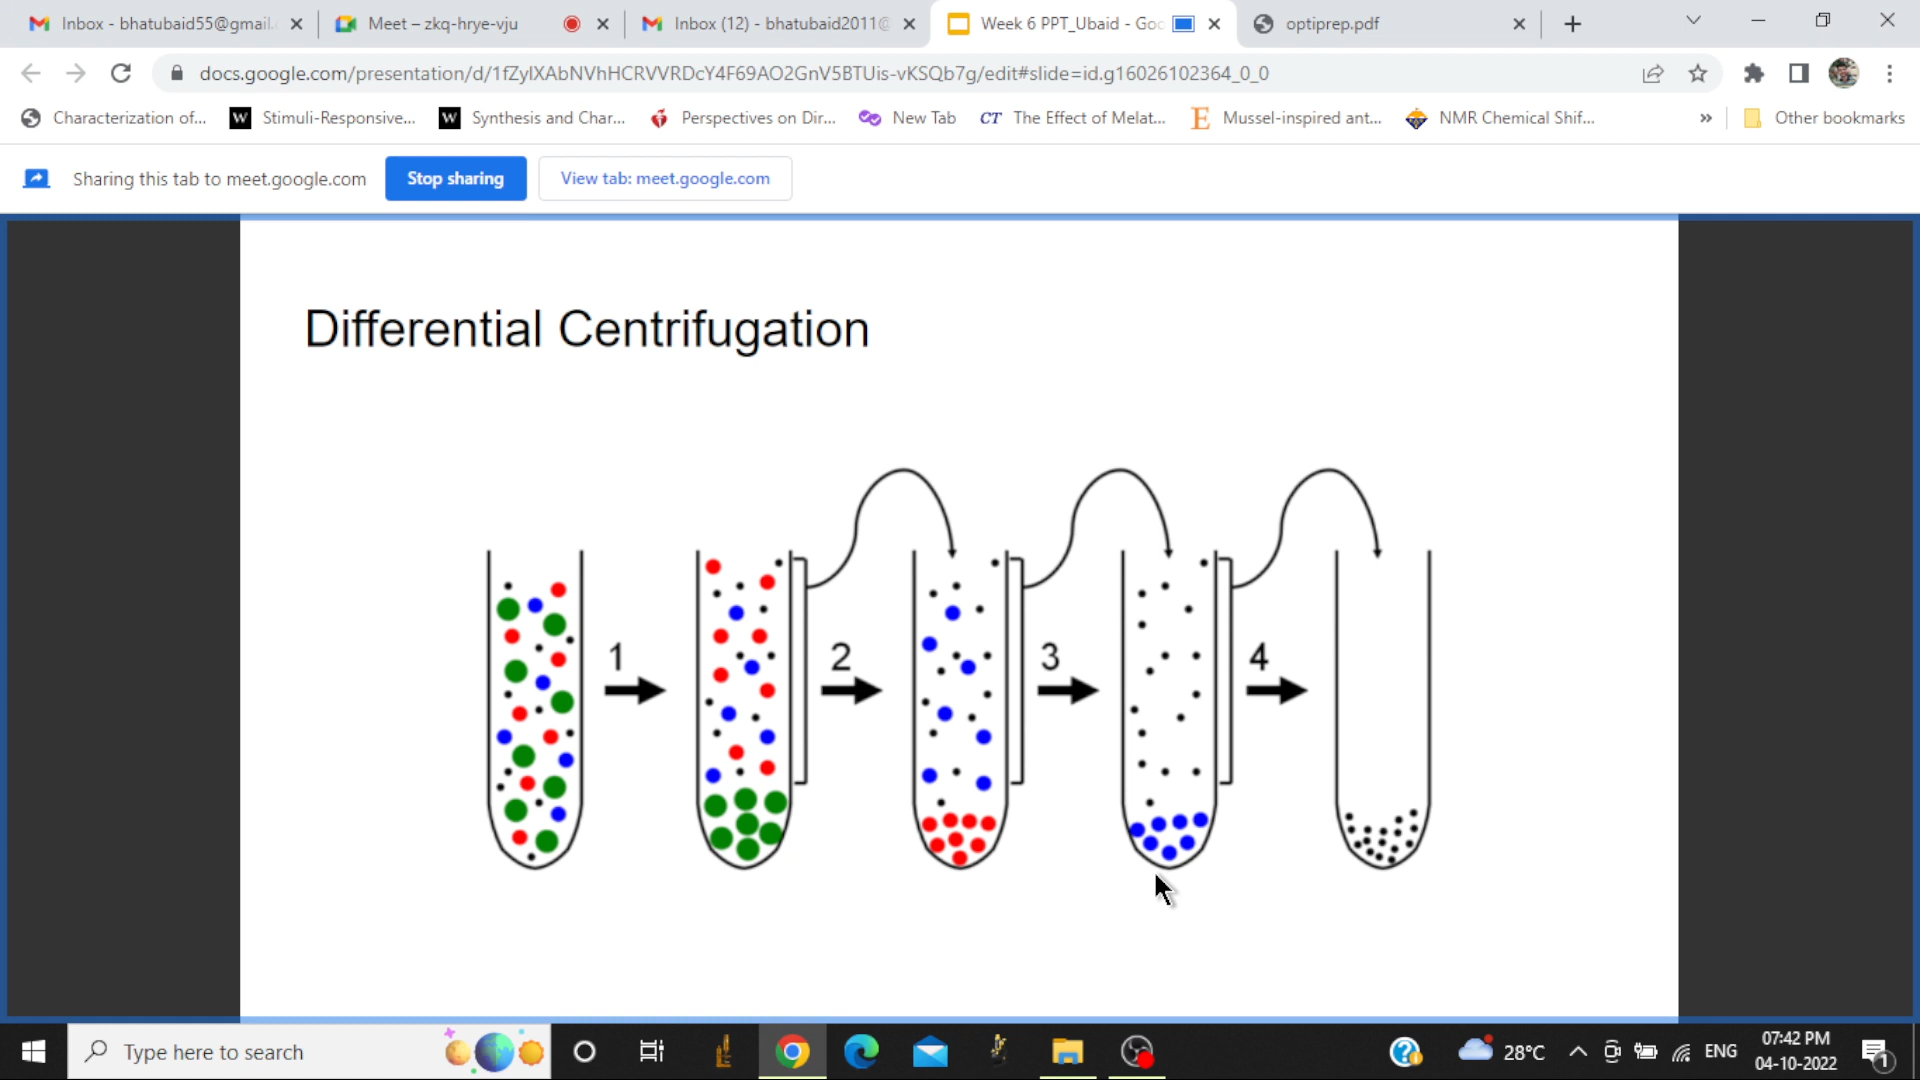 Inbox - bhatubaid55@gmail.
Meet – zkq-hrye-vju
Inbox (12) - bhatubaid2011@
Week 6 PPT_Ubaid - Goo
optiprep.pdf
docs.google.com/presentation/d/1fZylXAbNVhHCRVVRDcY4F69AO2GnV5BTUis-vKSQb7g/edit#slide=id.g16026102364_0_0
Characterization of...
W Stimuli-Responsive...
W Synthesis and Char...
Perspectives on Dir...
New Tab
CT The Effect of Melat...
E Mussel-inspired ant...
NMR Chemical Shif...
»
Other bookmarks
Sharing this tab to meet.google.com
Stop sharing
View tab: meet.google.com
Differential Centrifugation
1
2
3
4
Type here to search
28°C
ENG
07:42 PM
04-10-2022
1